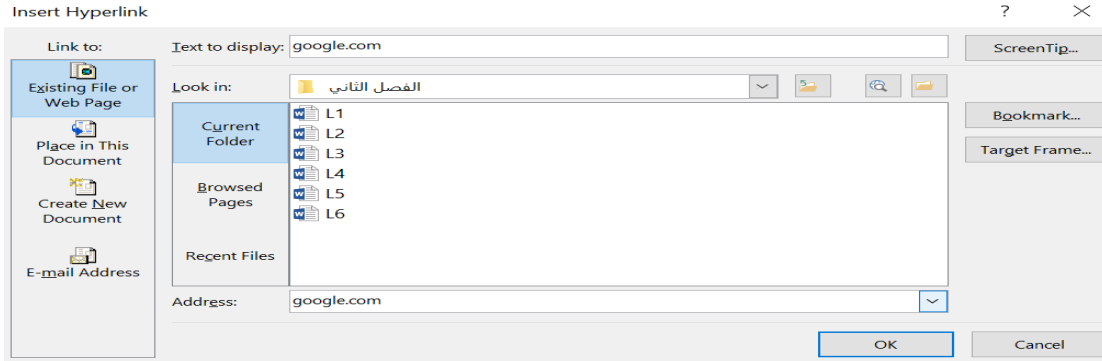 Insert Hyperlink
?
Link to:
Text to display: google.com
ScreenTip...
Existing File or
Web Page
Look in:
الفصل الثاني
Current
Folder
L1
L2
L3
L4
L5
L6
Bookmark...
Place in This
Document
Target Frame...
Browsed
Pages
Create New
Document
Recent Files
E-mail Address
Address: google.com
OK
Cancel